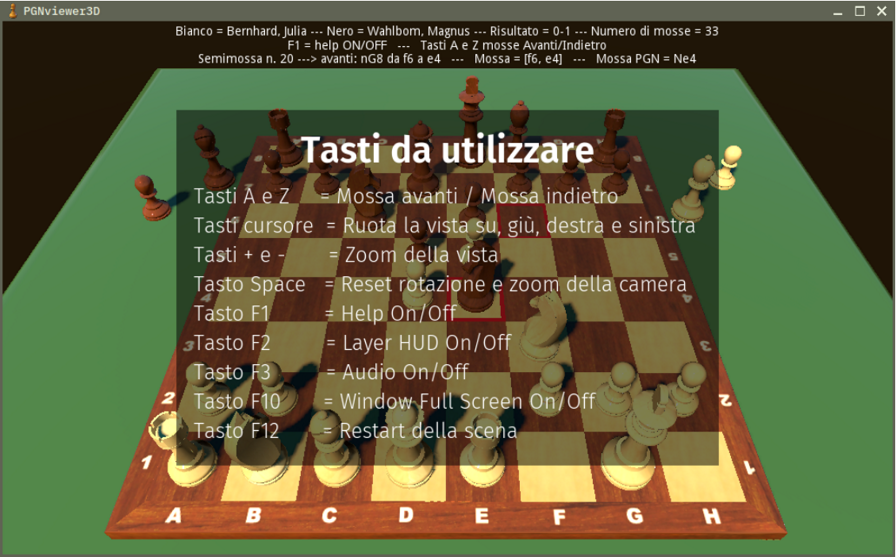 PGNviewer3D
Bianco = Bernhard, Julia --- Nero = Wahlbom, Magnus --- Risultato = 0-1 --- Numero di mosse = 33
F1 = help ON/OFF --- Tasti A e Z mosse Avanti/Indietro
Semimossa n. 20 ---> avanti: nG8 da f6 a e4 --- Mossa = [f6, e4] --- Mossa PGN = Ne4
Tasti da utilizzare
Tasti A e Z = Mossa avanti / Mossa indietro
Tasti cursore = Ruota la vista su, giù, destra e sinistra
Tasti + e - = Zoom della vista
Tasto Space = Reset rotazione e zoom della camera
Tasto F1 = Help On/Off
Tasto F2 = Layer HUD On/Off
Tasto F3 = Audio On/Off
Tasto F10 = Window Full Screen On/Off
Tasto F12 = Restart della scena
4 4
3 3
2 2
1 1
A B C D E F G H